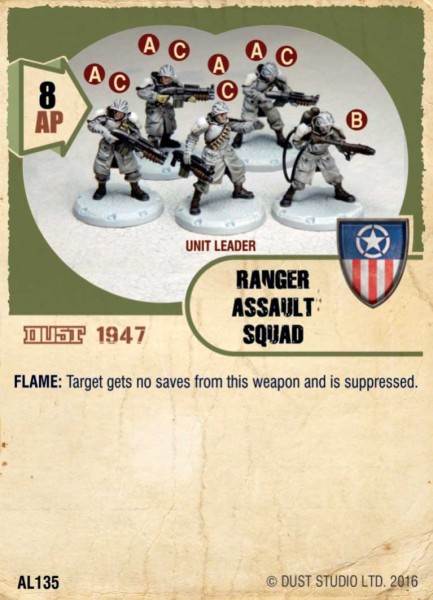 A C
A C
A C
A C
B
8
AP
UNIT LEADER
RANGER
ASSAULT
SQUAD
DUST 1947
FLAME: Target gets no saves from this weapon and is suppressed.
AL135
© DUST STUDIO LTD. 2016